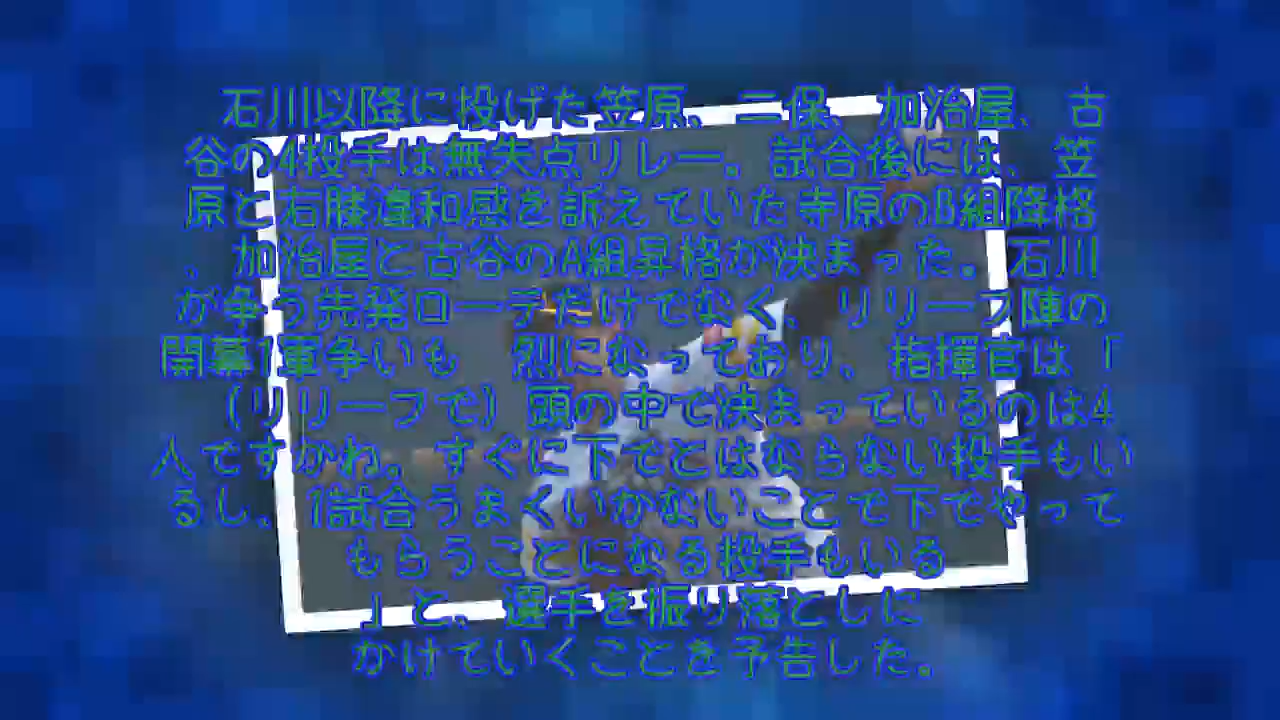 石川以降に投げた笠原、二保、加治屋、古
谷の4投手は無失点リレー。試合後には、笠
原と右膝違和感を訴えていた寺原のB組降格
、加治屋と古谷のA組昇格が決まった。石川
が争う先発ローテだけでなく、リリーフ陣の
開幕1軍争いも　烈になっており、指揮官は「
（リリーフで）頭の中で決まっているのは4
人ですかね。すぐに下でとはならない投手もい
るし、1試合うまくいかないことで下でやって
もらうことになる投手もいる
」と、選手を振り落としに
かけていくことを予告した。